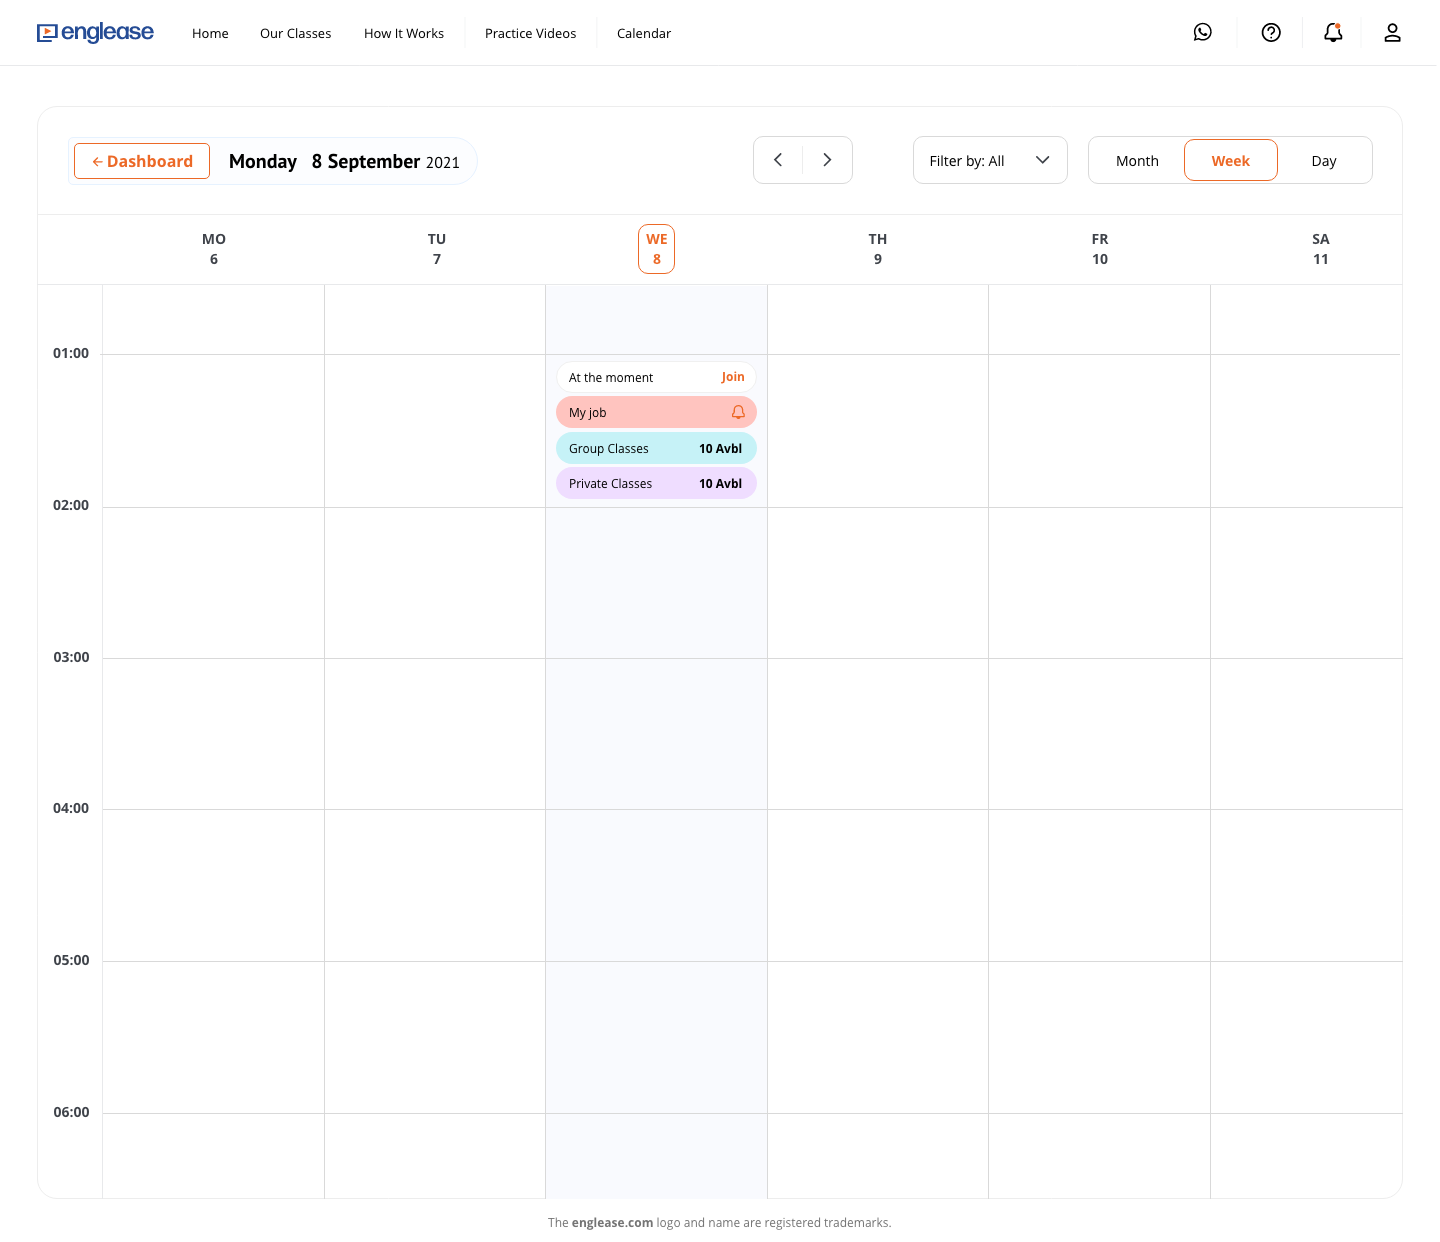 englease Home Our Classes How It Works Practice Videos Calendar
Dashboard Monday 8 September 2021 Filter by: All Month Week Day
MO TU WE TH FR SA
6 7 8 9 10 11
01:00
At the moment Join
My job
Group Classes 10 Avbl
Private Classes 10 Avbl
02:00
03:00
04:00
05:00
06:00
The englease.com logo and name are registered trademarks.